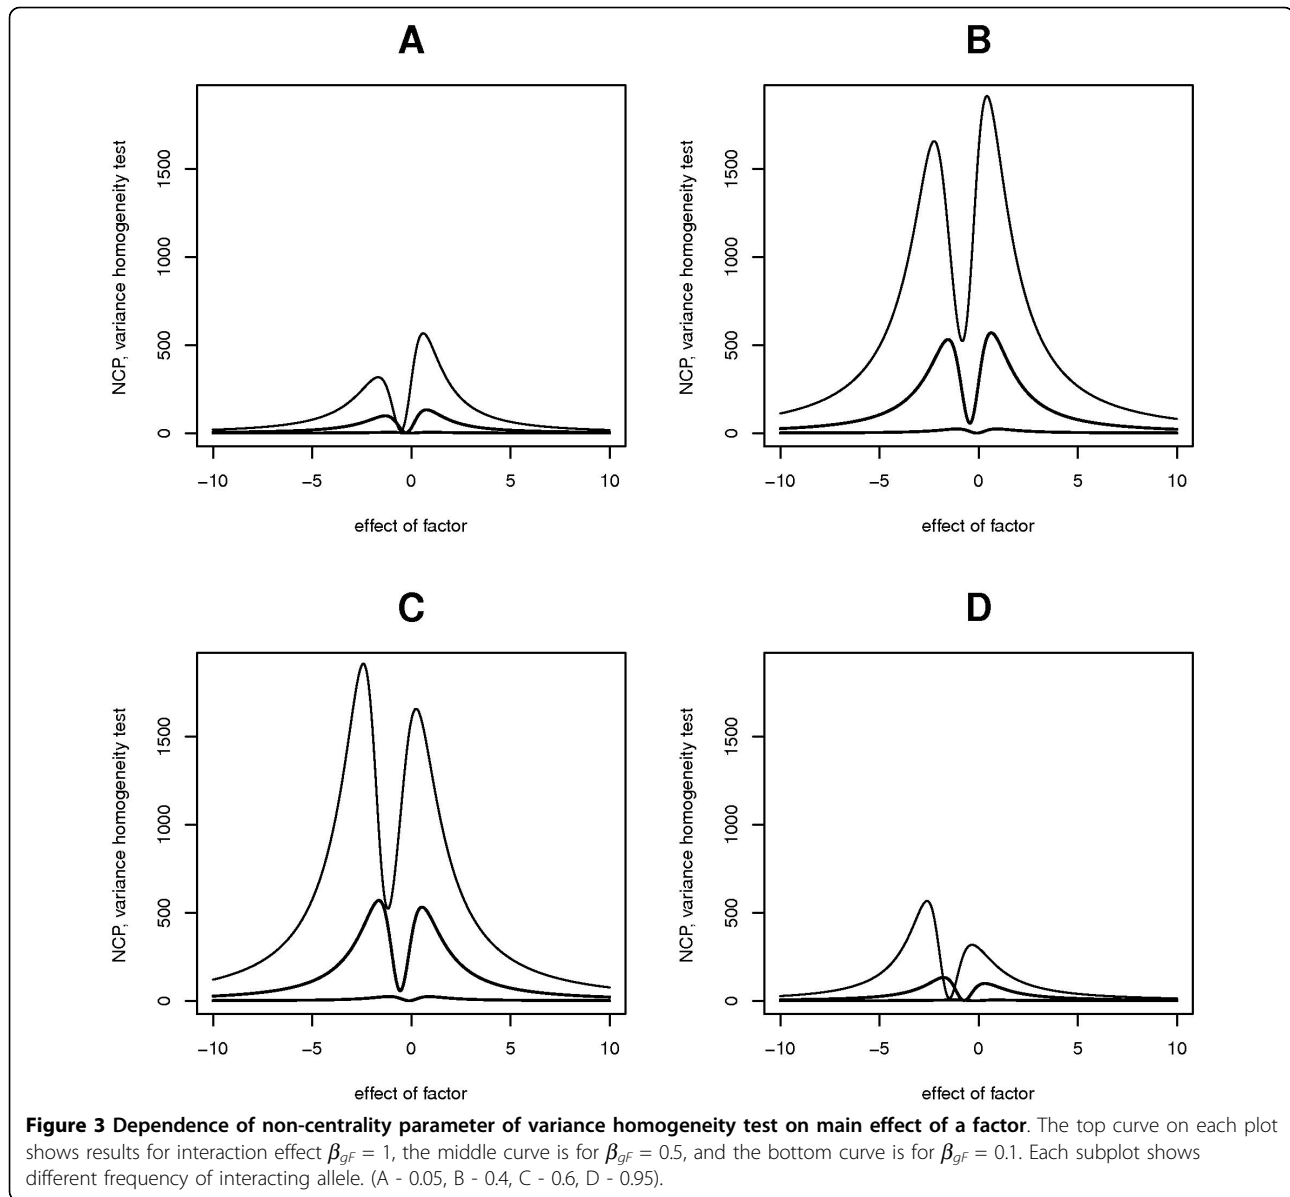 A
B
NCP, variance homogeneity test
0 500 1000 1500
−10 −5 0 5 10
effect of factor
NCP, variance homogeneity test
0 500 1000 1500
−10 −5 0 5 10
effect of factor
C
D
NCP, variance homogeneity test
0 500 1000 1500
−10 −5 0 5 10
effect of factor
NCP, variance homogeneity test
0 500 1000 1500
−10 −5 0 5 10
effect of factor
Figure 3 Dependence of non-centrality parameter of variance homogeneity test on main effect of a factor. The top curve on each plot
shows results for interaction effect βgF = 1, the middle curve is for βgF = 0.5, and the bottom curve is for βgF = 0.1. Each subplot shows
different frequency of interacting allele. (A - 0.05, B - 0.4, C - 0.6, D - 0.95).